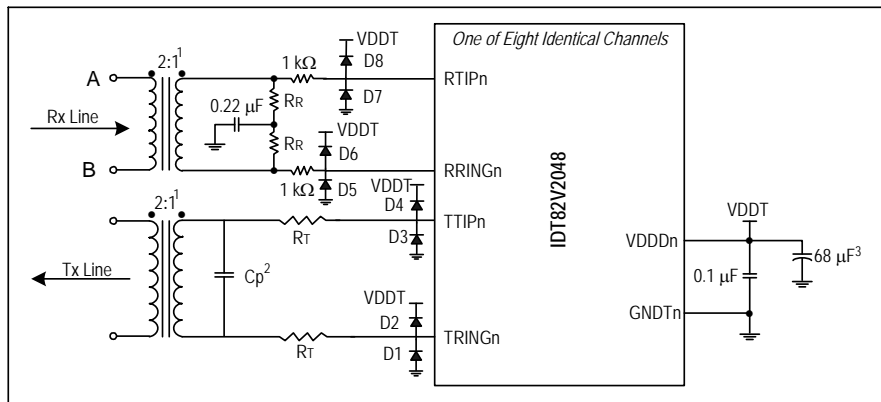 One of Eight Identical Channels
VDDT
D8
2:1¹
1 kΩ
A
RTIPn
D7
0.22 µF
RR
Rx Line
VDDT
RR
D6
B
RRINGn
1 kΩ
D5
VDDT
2:1¹
D4
TTIPn
RT
D3
IDT82V2048
VDDT
VDDDn
68 µF³
0.1 µF
Tx Line
Cp²
VDDT
GNDTn
D2
TRINGn
RT
D1